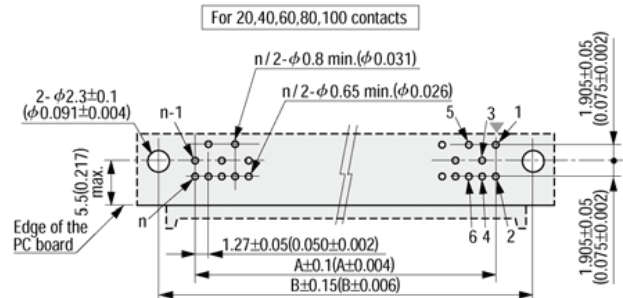 For 20,40,60,80,100 contacts
n/2-ϕ0.8 min.(ϕ0.031)
2-ϕ2.3±0.1
(ϕ0.091±0.004)
n/2-ϕ0.65 min.(ϕ0.026)
n-1
5
3
1
1.905±0.05
(0.075±0.002)
5.5(0.217)
max.
n
6
4
2
Edge of the
PC board
1.27±0.05(0.050±0.002)
A±0.1(A±0.004)
B±0.15(B±0.006)
1.905±0.05
(0.075±0.002)